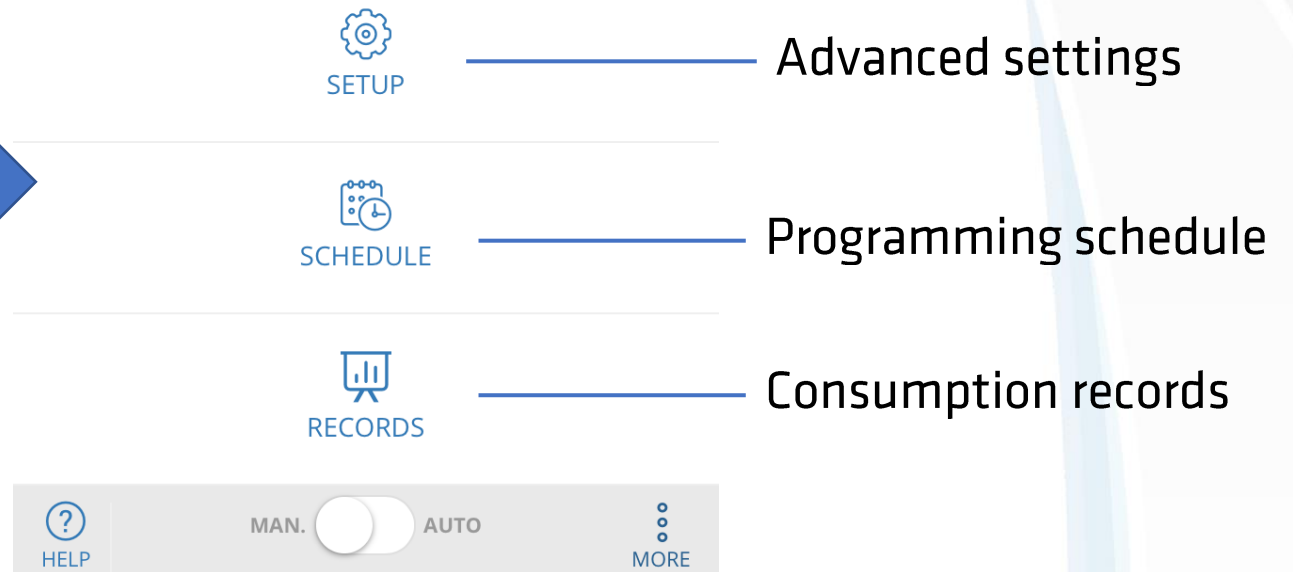 SETUP
Advanced settings
SCHEDULE
Programming schedule
RECORDS
Consumption records
?
HELP
MAN.
AUTO
MORE